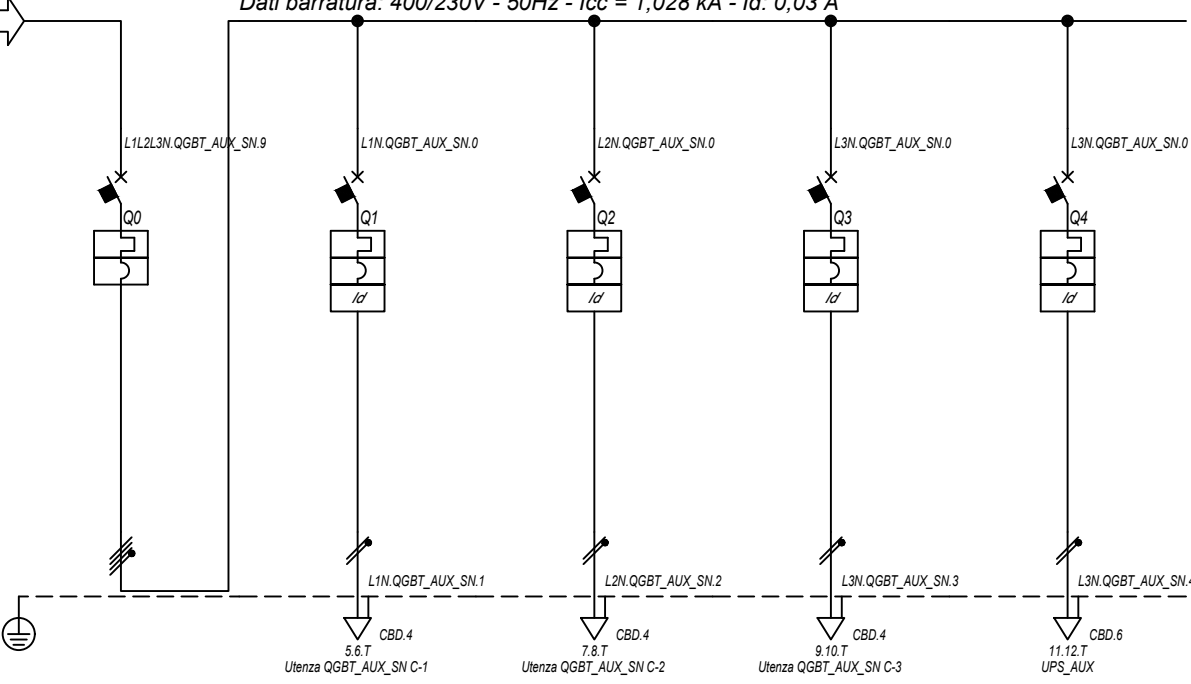 Dati barratura: 400/230V - 50Hz - Icc = 1,028 kA - Id: 0,03 A
L1L2L3N.QGBT_AUX_SN.9
L1N.QGBT_AUX_SN.0
L2N.QGBT_AUX_SN.0
L3N.QGBT_AUX_SN.0
L3N.QGBT_AUX_SN.0
Q0
Q1
Q2
Q3
Q4
Id
Id
Id
Id
L1N.QGBT_AUX_SN.1
L2N.QGBT_AUX_SN.2
L3N.QGBT_AUX_SN.3
L3N.QGBT_AUX_SN.4
CBD.4
CBD.4
CBD.4
CBD.6
5.6.T
7.8.T
9.10.T
11.12.T
Utenza QGBT_AUX_SN C-1
Utenza QGBT_AUX_SN C-2
Utenza QGBT_AUX_SN C-3
UPS_AUX